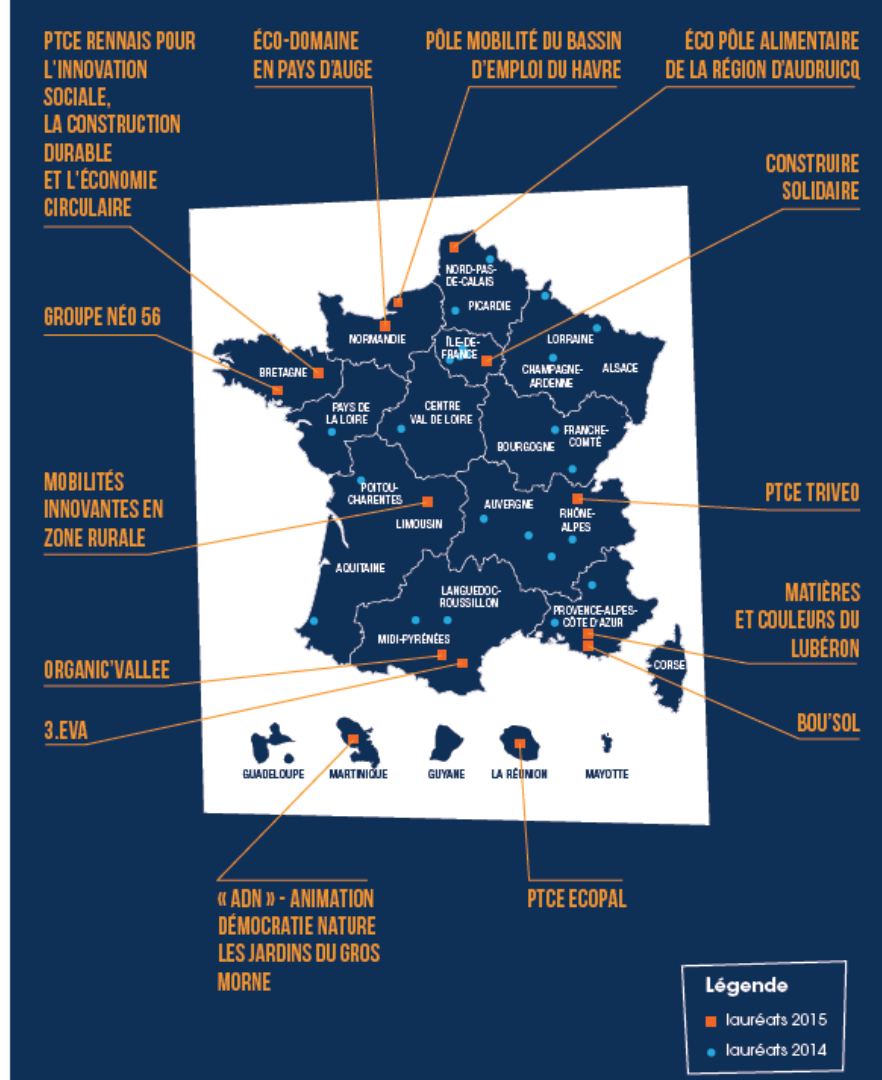 PTCE RENNAIS POUR
L'INNOVATION
SOCIALE,
LA CONSTRUCTION
DURABLE
ET L'ÉCONOMIE
CIRCULAIRE
ÉCO-DOMAINE
EN PAYS D'AUGE
PÔLE MOBILITÉ DU BASSIN
D'EMPLOI DU HAVRE
ÉCO PÔLE ALIMENTAIRE
DE LA RÉGION D'AUDRUICQ
CONSTRUIRE
SOLIDAIRE
GROUPE NÉO 56
MOBILITÉS
INNOVANTES EN
ZONE RURALE
ORGANIC'VALLEE
3.EVA
PTCE TRIVEO
MATIÈRES
ET COULEURS DU
LUBÉRON
BOU'SOL
NORD-PAS-
DE-CALAIS
PICARDIE
NORMANDIE
ÎLE-DE-
FRANCE
LORRAINE
CHAMPAGNE-
ARDENNE
ALSACE
BRETAGNE
PAYS DE
LA LOIRE
CENTRE
VAL DE LOIRE
BOURGOGNE
FRANCHE-
COMTÉ
POITOU-
CHARENTES
LIMOUSIN
AUVERGNE
RHÔNE-
ALPES
AQUITAINE
LANGUEDOC-
ROUSSILLON
MIDI-PYRÉNÉES
PROVENCE-ALPES-
CÔTE D'AZUR
CORSE
GUADELOUPE
MARTINIQUE
GUYANE
LA RÉUNION
MAYOTTE
« ADN » - ANIMATION
DÉMOCRATIE NATURE
LES JARDINS DU GROS
MORNE
PTCE ECOPAL
Légende
lauréats 2015
lauréats 2014